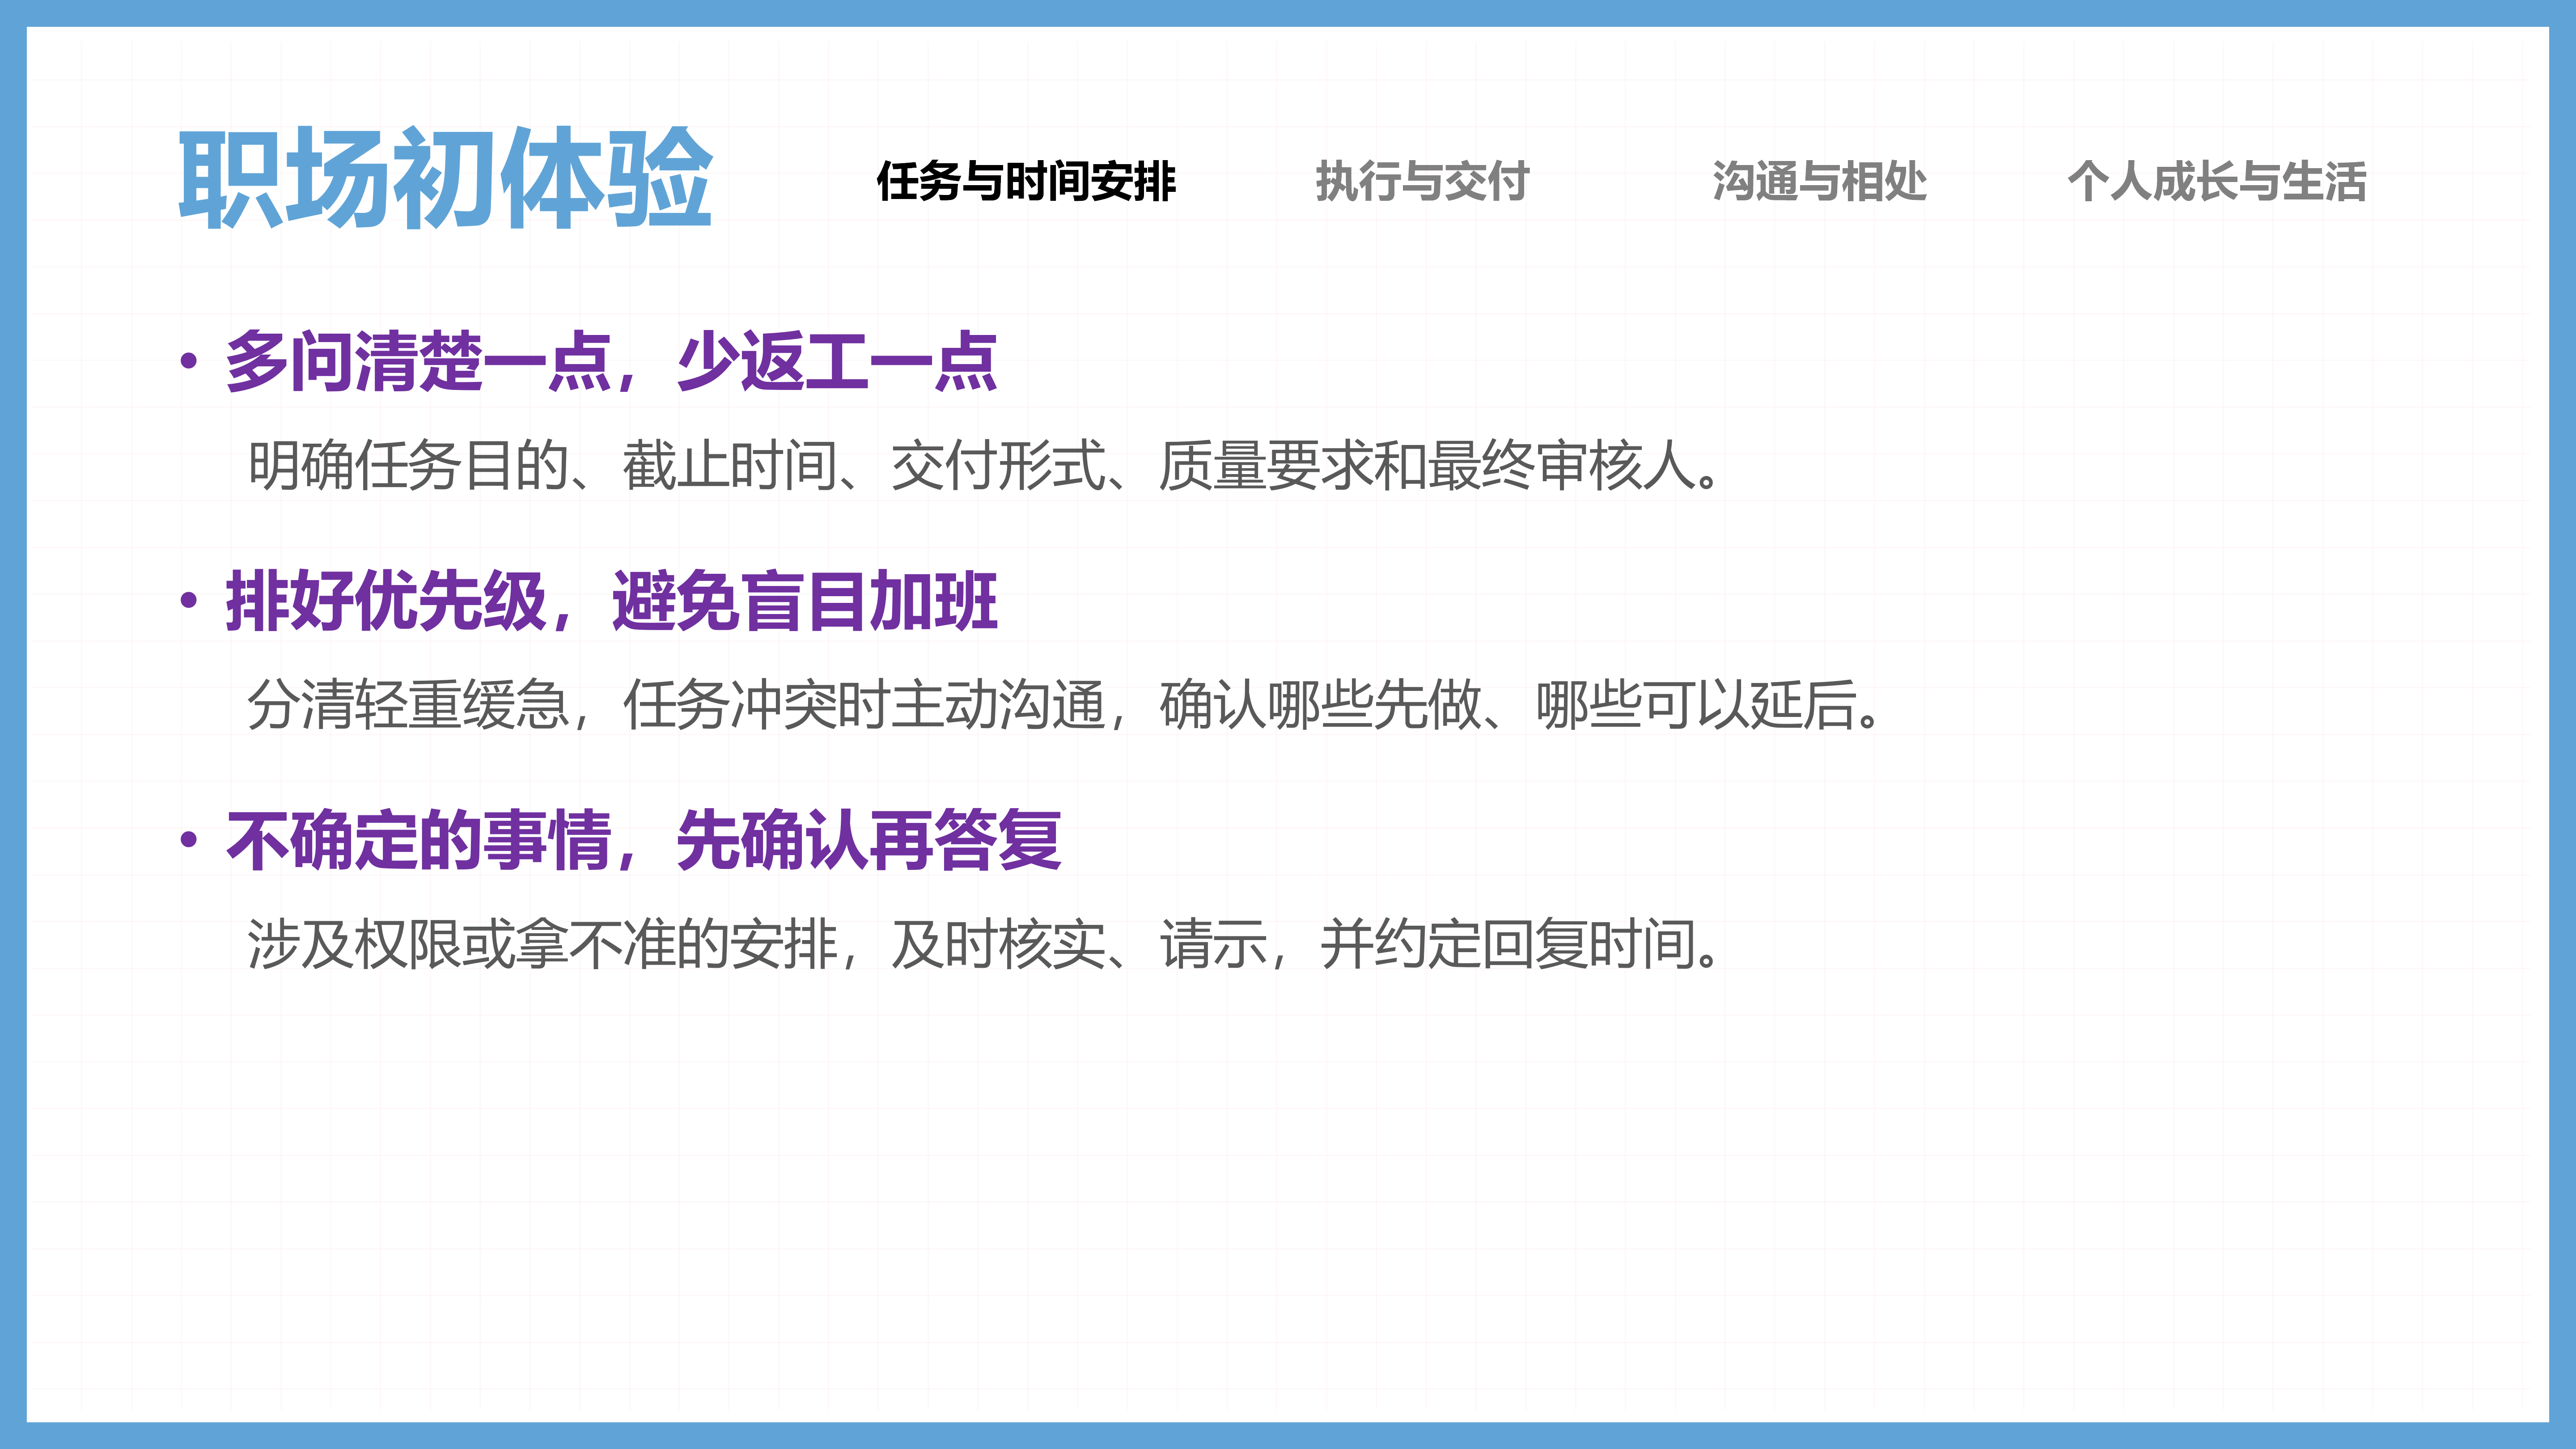 职场初体验
任务与时间安排
执行与交付
沟通与相处
个人成长与生活
• 多问清楚一点，少返工一点
明确任务目的、截止时间、交付形式、质量要求和最终审核人。
• 排好优先级，避免盲目加班
分清轻重缓急，任务冲突时主动沟通，确认哪些先做、哪些可以延后。
• 不确定的事情，先确认再答复
涉及权限或拿不准的安排，及时核实、请示，并约定回复时间。